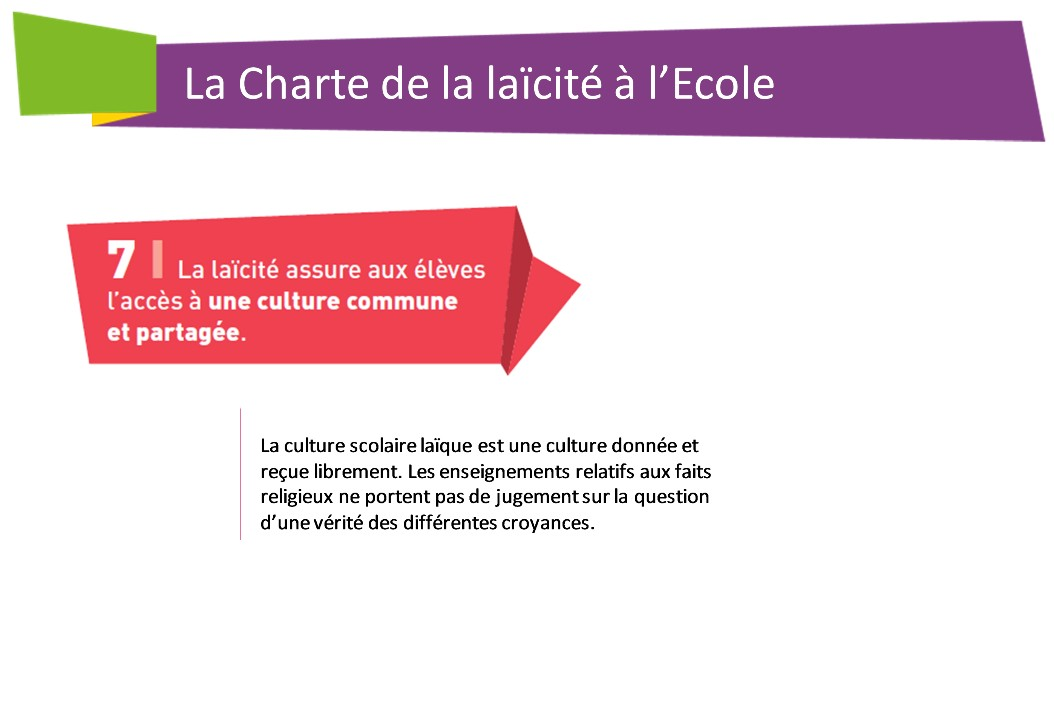 La Charte de la laïcité à l’Ecole
7 | La laïcité assure aux élèves
l’accès à une culture commune
et partagée.
La culture scolaire laïque est une culture donnée et
reçue librement. Les enseignements relatifs aux faits
religieux ne portent pas de jugement sur la question
d’une vérité des différentes croyances.